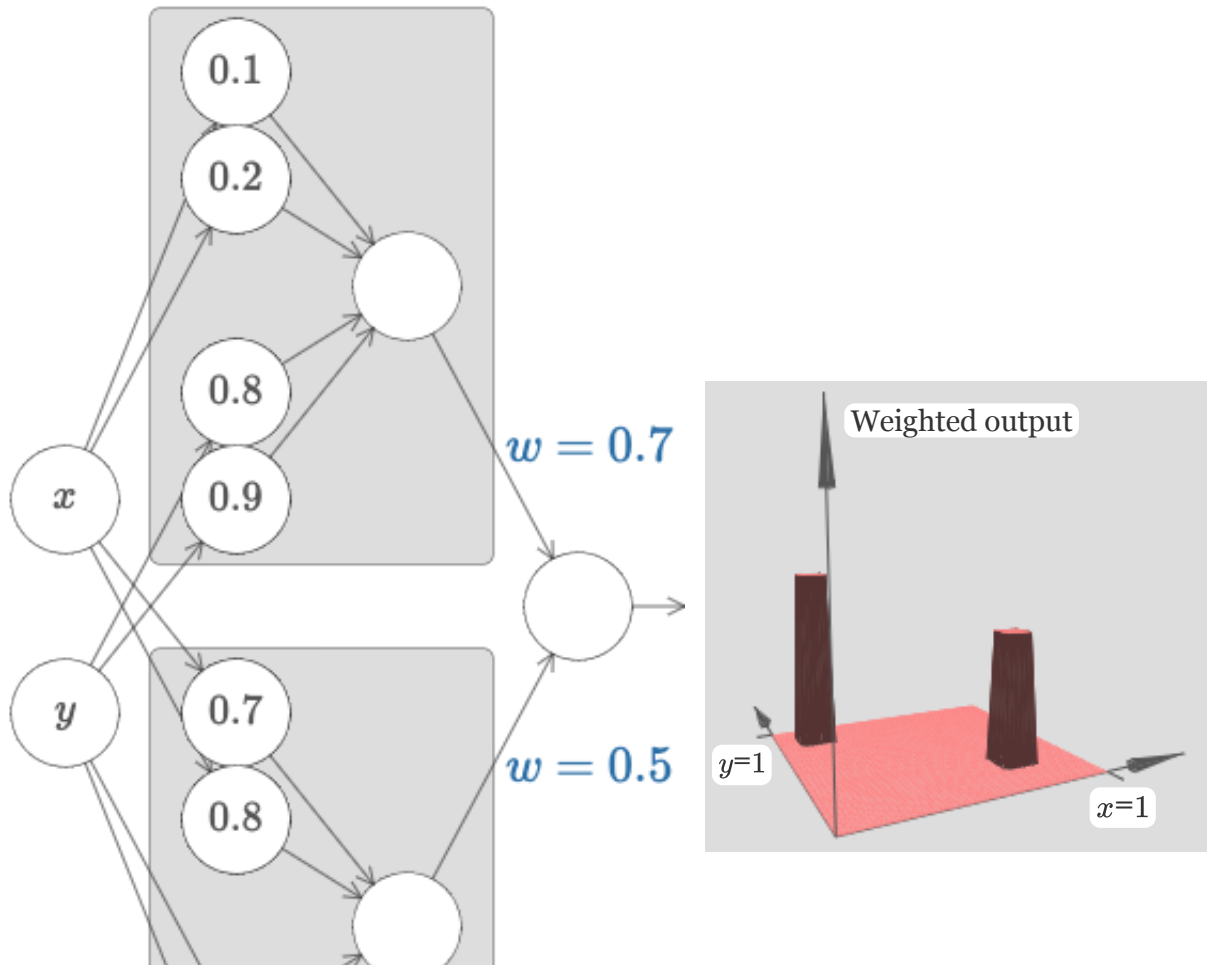 0.1
0.2
0.8
0.9
x
y
w = 0.7
0.7
0.8
w = 0.5
Weighted output
y=1
x=1